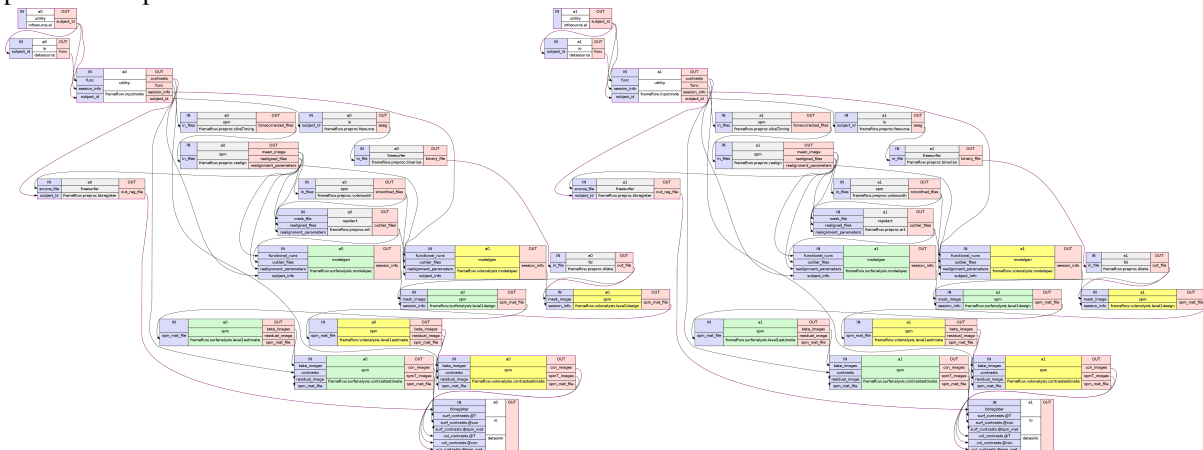 IN a0 OUT
utility subject_id
infosource.aI
IN a0 OUT
subject_id io func
datasource
IN a0 OUT
func utility contrasts
func
session_info frameflow.inputnode session_info
subject_id subject_id
IN a0 OUT
in_files spm timecorrected_files
frameflow.preproc.sliceTiming
IN a0 OUT
subject_id io aseg
frameflow.preproc.fssource
IN a0 OUT
in_files spm mean_image
realigned_files
frameflow.preproc.realign realignment_parameters
IN a0 OUT
in_file freesurfer binary_file
frameflow.preproc.binarize
IN a0 OUT
source_file freesurfer out_reg_file
subject_id frameflow.preproc.bbregister
IN a0 OUT
in_files spm smoothed_files
frameflow.preproc.volsmooth
IN a0 OUT
mask_file rapidart outlier_files
realigned_files frameflow.preproc.art
realignment_parameters
IN a0 OUT
functional_runs modelgen session_info
outlier_files
realignment_parameters frameflow.surfanalysis.modelspec
subject_info
IN a0 OUT
functional_runs modelgen session_info
outlier_files
realignment_parameters frameflow.volanalysis.modelspec
subject_info
IN a0 OUT
in_file fsl out_file
frameflow.preproc.dilate
IN a0 OUT
mask_image spm spm_mat_file
session_info frameflow.surfanalysis.level1design
IN a0 OUT
mask_image spm spm_mat_file
session_info frameflow.volanalysis.level1design
IN a0 OUT
spm_mat_file spm beta_images
residual_image
frameflow.surfanalysis.level1estimate spm_mat_file
IN a0 OUT
spm_mat_file spm beta_images
residual_image
frameflow.volanalysis.level1estimate spm_mat_file
IN a0 OUT
beta_images spm con_images
contrasts spmT_images
residual_image frameflow.surfanalysis.contrastestimate spm_mat_file
spm_mat_file
IN a0 OUT
beta_images spm con_images
contrasts spmT_images
residual_image frameflow.volanalysis.contrastestimate spm_mat_file
spm_mat_file
IN a0 OUT
bbregister
surf_contrasts.@T io
surf_contrasts.@con
surf_contrasts.@spm_mat
vol_contrasts.@T datasink
vol_contrasts.@con
IN a1 OUT
utility subject_id
infosource.aI
IN a1 OUT
subject_id io func
datasource
IN a1 OUT
func utility contrasts
func
session_info frameflow.inputnode session_info
subject_id subject_id
IN a1 OUT
in_files spm timecorrected_files
frameflow.preproc.sliceTiming
IN a1 OUT
subject_id io aseg
frameflow.preproc.fssource
IN a1 OUT
in_files spm mean_image
realigned_files
frameflow.preproc.realign realignment_parameters
IN a1 OUT
in_file freesurfer binary_file
frameflow.preproc.binarize
IN a1 OUT
source_file freesurfer out_reg_file
subject_id frameflow.preproc.bbregister
IN a1 OUT
in_files spm smoothed_files
frameflow.preproc.volsmooth
IN a1 OUT
mask_file rapidart outlier_files
realigned_files frameflow.preproc.art
realignment_parameters
IN a1 OUT
functional_runs modelgen session_info
outlier_files
realignment_parameters frameflow.surfanalysis.modelspec
subject_info
IN a1 OUT
functional_runs modelgen session_info
outlier_files
realignment_parameters frameflow.volanalysis.modelspec
subject_info
IN a1 OUT
in_file fsl out_file
frameflow.preproc.dilate
IN a1 OUT
mask_image spm spm_mat_file
session_info frameflow.surfanalysis.level1design
IN a1 OUT
mask_image spm spm_mat_file
session_info frameflow.volanalysis.level1design
IN a1 OUT
spm_mat_file spm beta_images
residual_image
frameflow.surfanalysis.level1estimate spm_mat_file
IN a1 OUT
spm_mat_file spm beta_images
residual_image
frameflow.volanalysis.level1estimate spm_mat_file
IN a1 OUT
beta_images spm con_images
contrasts spmT_images
residual_image frameflow.surfanalysis.contrastestimate spm_mat_file
spm_mat_file
IN a1 OUT
beta_images spm con_images
contrasts spmT_images
residual_image frameflow.volanalysis.contrastestimate spm_mat_file
spm_mat_file
IN a1 OUT
bbregister
surf_contrasts.@T io
surf_contrasts.@con
surf_contrasts.@spm_mat
vol_contrasts.@T datasink
vol_contrasts.@con